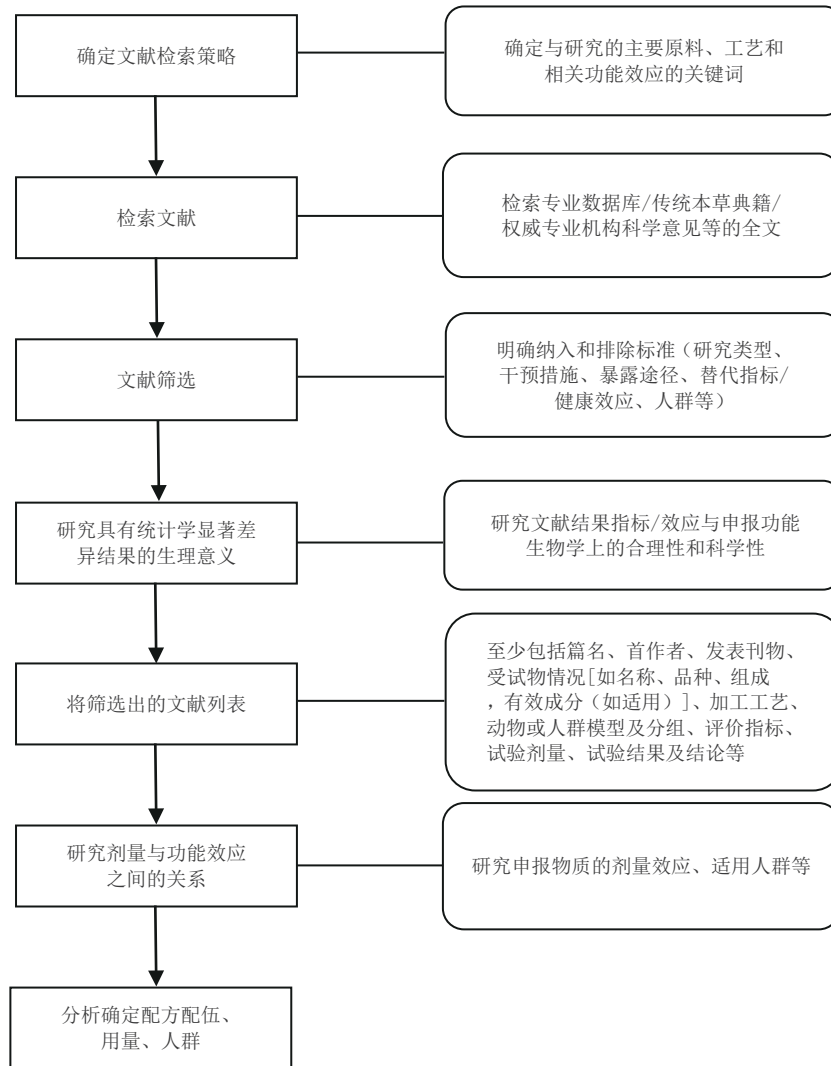 确定文献检索策略
确定与研究的主要原料、工艺和
相关功能效应的关键词
检索文献
检索专业数据库/传统本草典籍/
权威专业机构科学意见等的全文
文献筛选
明确纳入和排除标准（研究类型、
干预措施、暴露途径、替代指标/
健康效应、人群等）
研究具有统计学显著差
异结果的生理意义
研究文献结果指标/效应与申报功能
生物学上的合理性和科学性
将筛选出的文献列表
至少包括篇名、首作者、发表刊物、
受试物情况[如名称、品种、组成
，有效成分（如适用）]、加工工艺、
动物或人群模型及分组、评价指标、
试验剂量、试验结果及结论等
研究剂量与功能效应
之间的关系
研究申报物质的剂量效应、适用人群等
分析确定配方配伍、
用量、人群